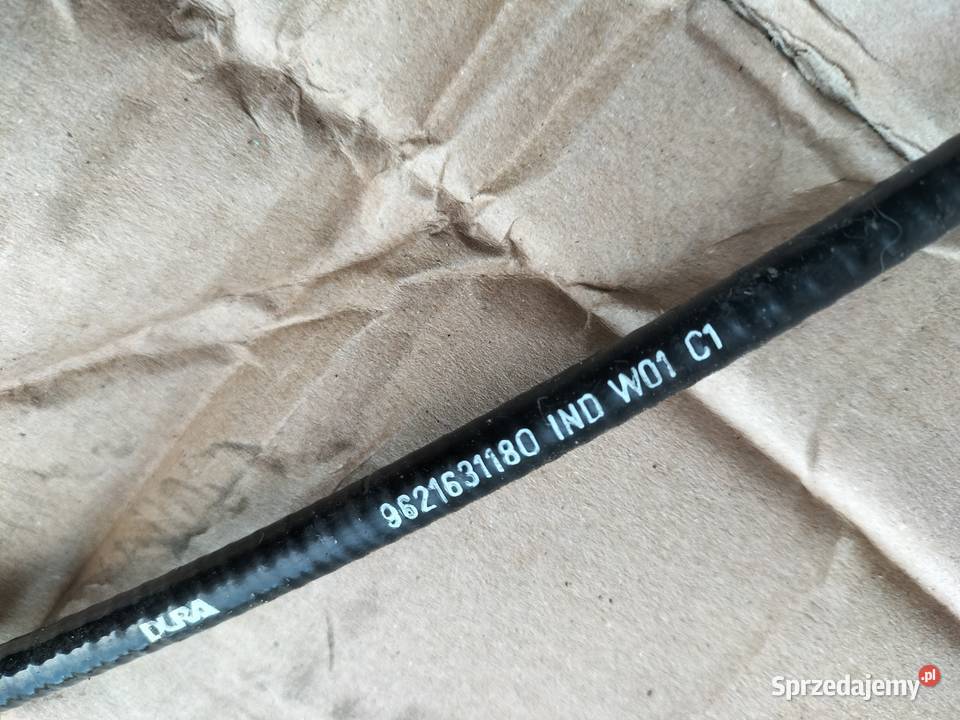 9621631180 IND W01 C1
DURA
Sprzedajemy.pl